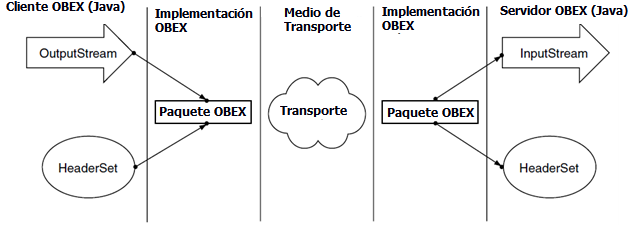 Cliente OBEX (Java)
Implementación
OBEX
Medio de
Transporte
Implementación
OBEX
Servidor OBEX (Java)
OutputStream
InputStream
Paquete OBEX
Transporte
Paquete OBEX
HeaderSet
HeaderSet